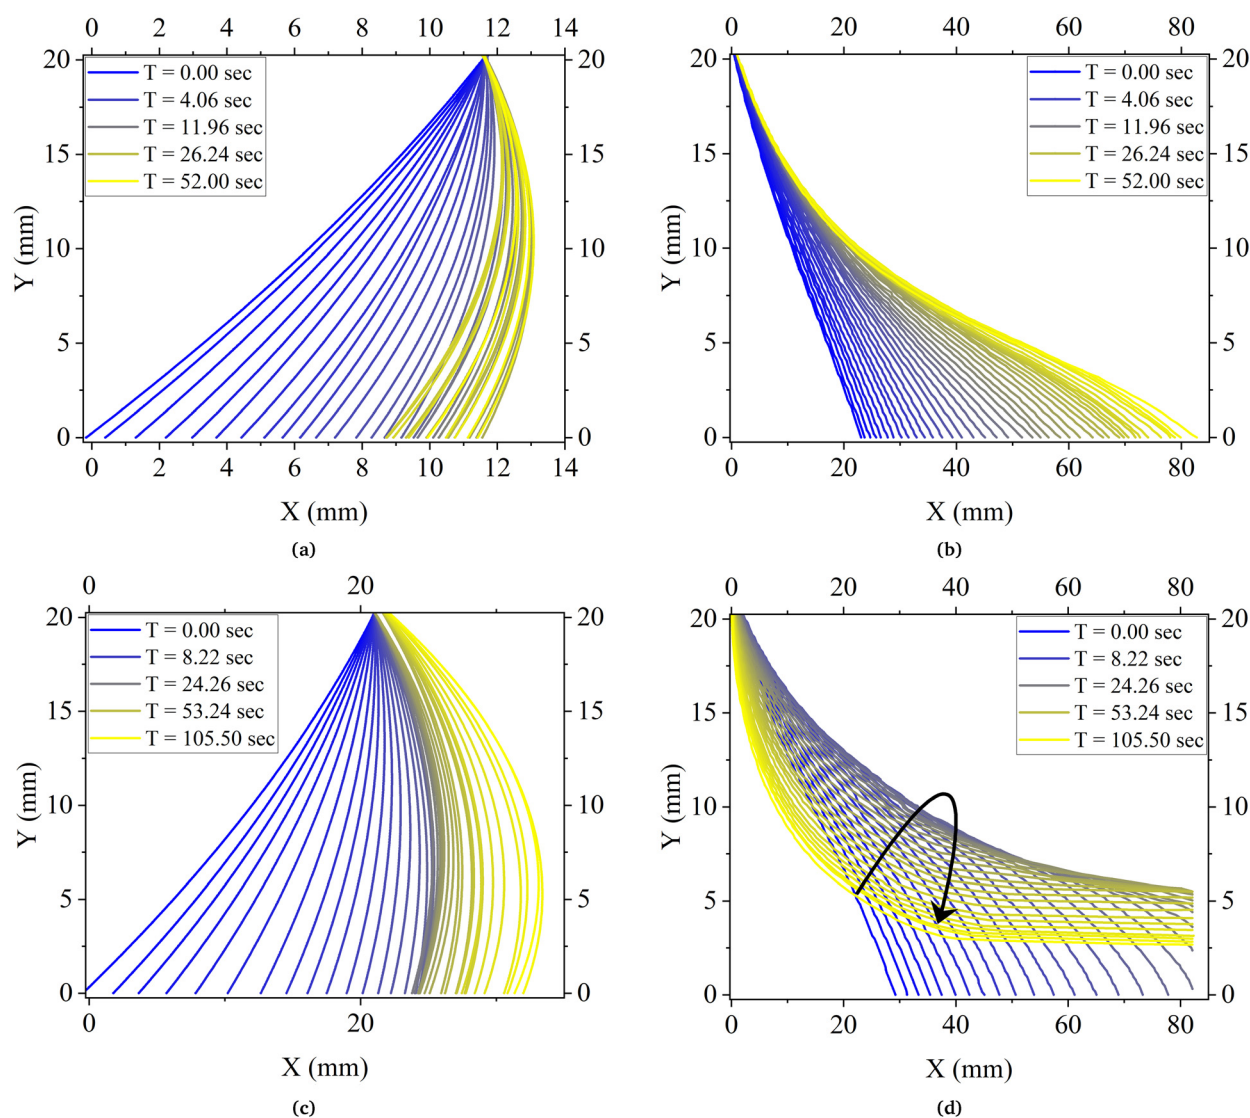 0 2 4 6 8 10 12 14
20 20
T = 0.00 sec
T = 4.06 sec
T = 11.96 sec
T = 26.24 sec
T = 52.00 sec
15 15
10 10
5 5
0 0
Y (mm)
0 2 4 6 8 10 12 14
X (mm)
(a)
0 20 40 60 80
20 20
T = 0.00 sec
T = 4.06 sec
T = 11.96 sec
T = 26.24 sec
T = 52.00 sec
15 15
10 10
5 5
0 0
Y (mm)
0 20 40 60 80
X (mm)
(b)
0 20
20 20
T = 0.00 sec
T = 8.22 sec
T = 24.26 sec
T = 53.24 sec
T = 105.50 sec
15 15
10 10
5 5
0 0
Y (mm)
0 20
X (mm)
(c)
0 20 40 60 80
20 20
T = 0.00 sec
T = 8.22 sec
T = 24.26 sec
T = 53.24 sec
T = 105.50 sec
15 15
10 10
5 5
0 0
Y (mm)
0 20 40 60 80
X (mm)
(d)